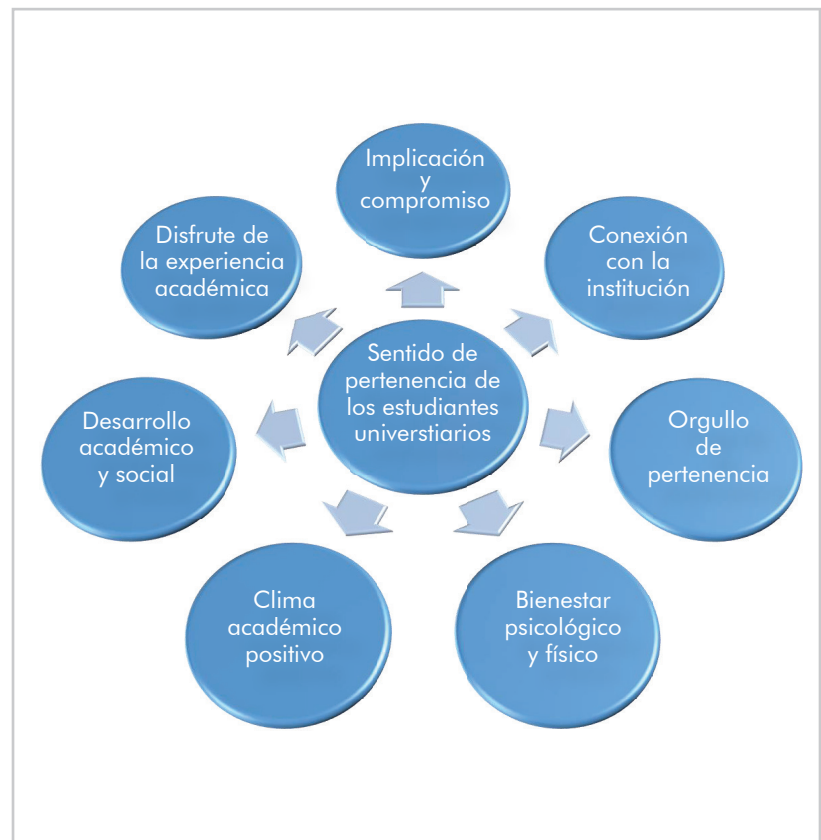 Implicación
y
compromiso
Disfrute de
la experiencia
académica
Conexión
con la
institución
Sentido de
pertenencia de
los estudiantes
universtiarios
Desarrollo
académico
y social
Orgullo
de
pertenencia
Clima
académico
positivo
Bienestar
psicológico
y físico